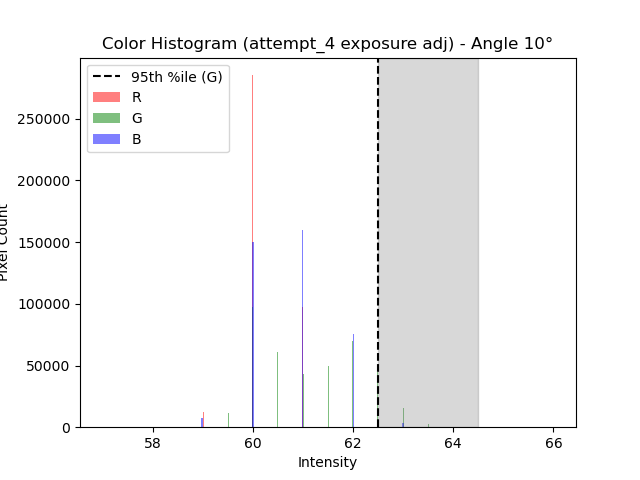 Color Histogram (attempt_4 exposure adj) - Angle 10°
95th %ile (G)
R
G
B
250000
200000
150000
100000
50000
0
Pixel Count
58 60 62 64 66
Intensity